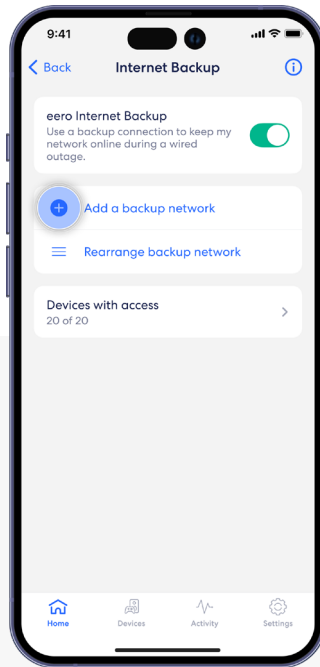 9:41
Back Internet Backup
eero Internet Backup
Use a backup connection to keep my
network online during a wired
outage.
Add a backup network
Rearrange backup network
Devices with access
20 of 20
Home Devices Activity Settings